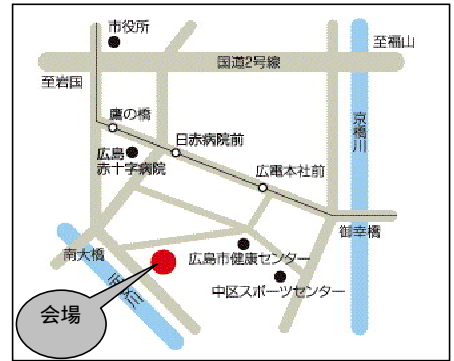 市役所
至福山
国道2号線
至岩国
京橋川
鷹の橋
日赤病院前
広島
赤十字病院
広電本社前
御幸橋
南大橋
広島市健康センター
中区スポーツセンター
会場